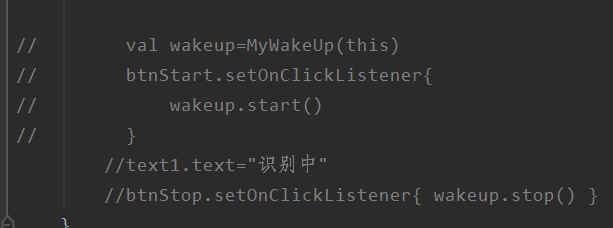 //        val wakeup=MyWakeUp(this)
//        btnStart.setOnClickListener{
//            wakeup.start()
//        }
//text1.text="识别中"
//btnStop.setOnClickListener{ wakeup.stop() }
}